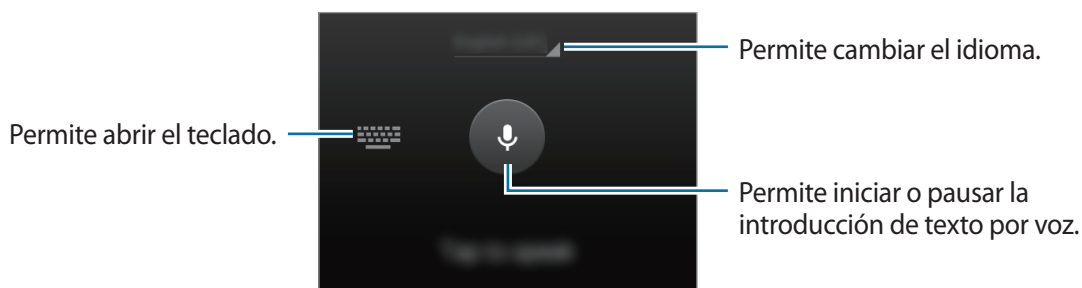 Permite cambiar el idioma.
Permite abrir el teclado.
Permite iniciar o pausar la
introducción de texto por voz.